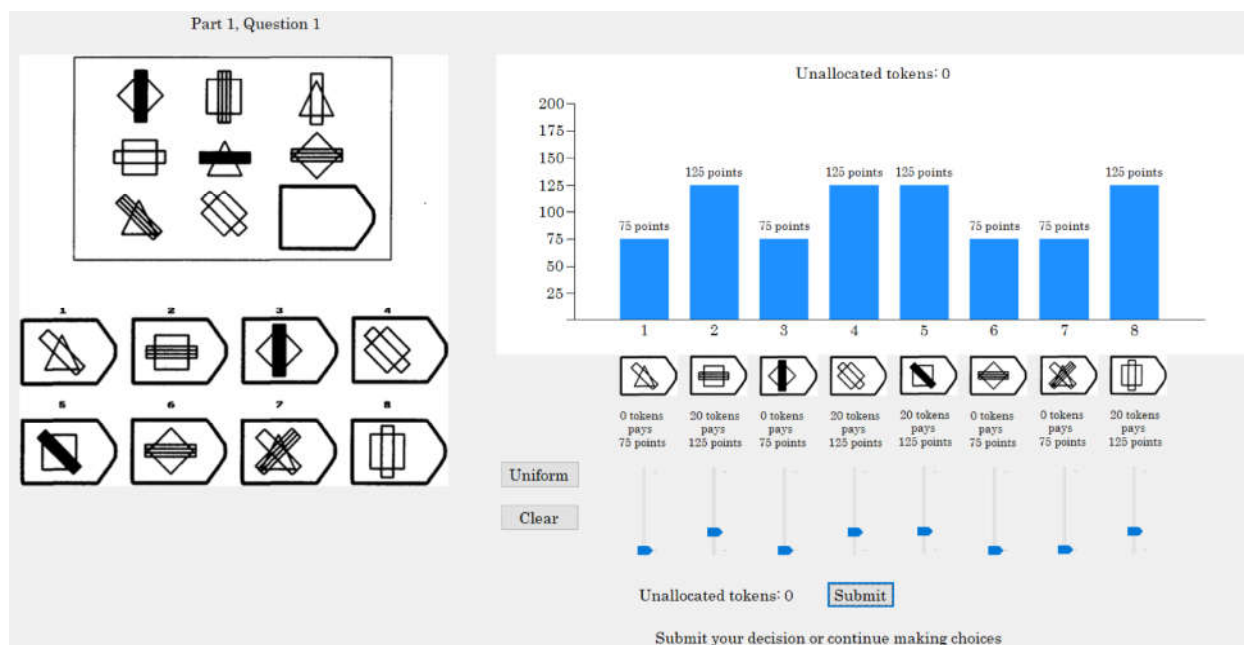 Part 1, Question 1
1 2 3 4
5 6 7 8
Unallocated tokens: 0
200
175
150
125
100
75
50
25
75 points 125 points 75 points 125 points 125 points 75 points 75 points 125 points
1 2 3 4 5 6 7 8
0 tokens 20 tokens 0 tokens 20 tokens 20 tokens 0 tokens 0 tokens 20 tokens
pays pays pays pays pays pays pays pays
75 points 125 points 75 points 125 points 125 points 75 points 75 points 125 points
Uniform
Clear
Unallocated tokens: 0 Submit
Submit your decision or continue making choices